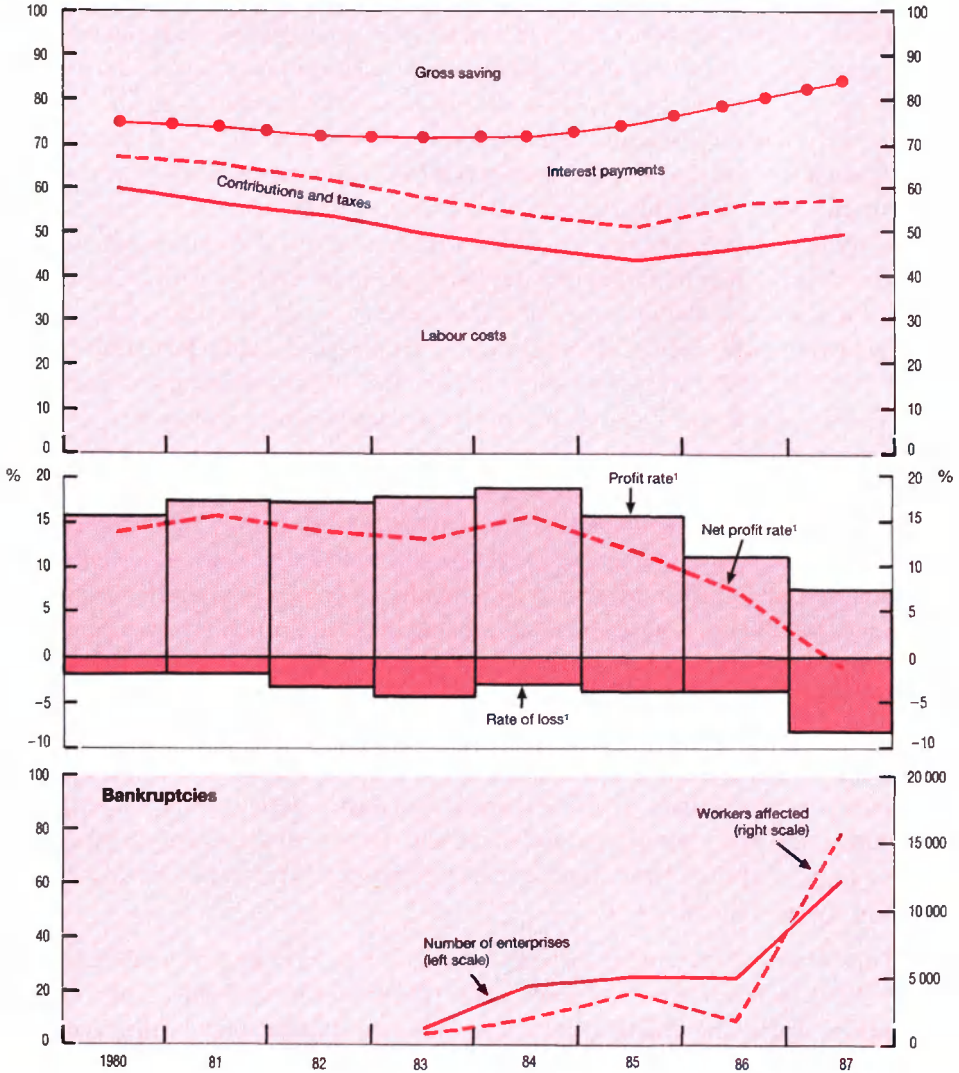 100 100
90 90
Gross saving
80 80
70 70
Interest payments
60 60
Contributions and taxes
50 50
40 40
30 30
Labour costs
20 20
10 10
0 0
% 20 20 %
Profit rate¹
15 15
Net profit rate¹
10 10
5 5
0 0
-5 -5
Rate of loss¹
-10 -10
100 20 000
Bankruptcies
Workers affected
(right scale)
80
15 000
60
10 000
40
Number of enterprises
(left scale)
5 000
20
0 0
1980 81 82 83 84 85 86 87